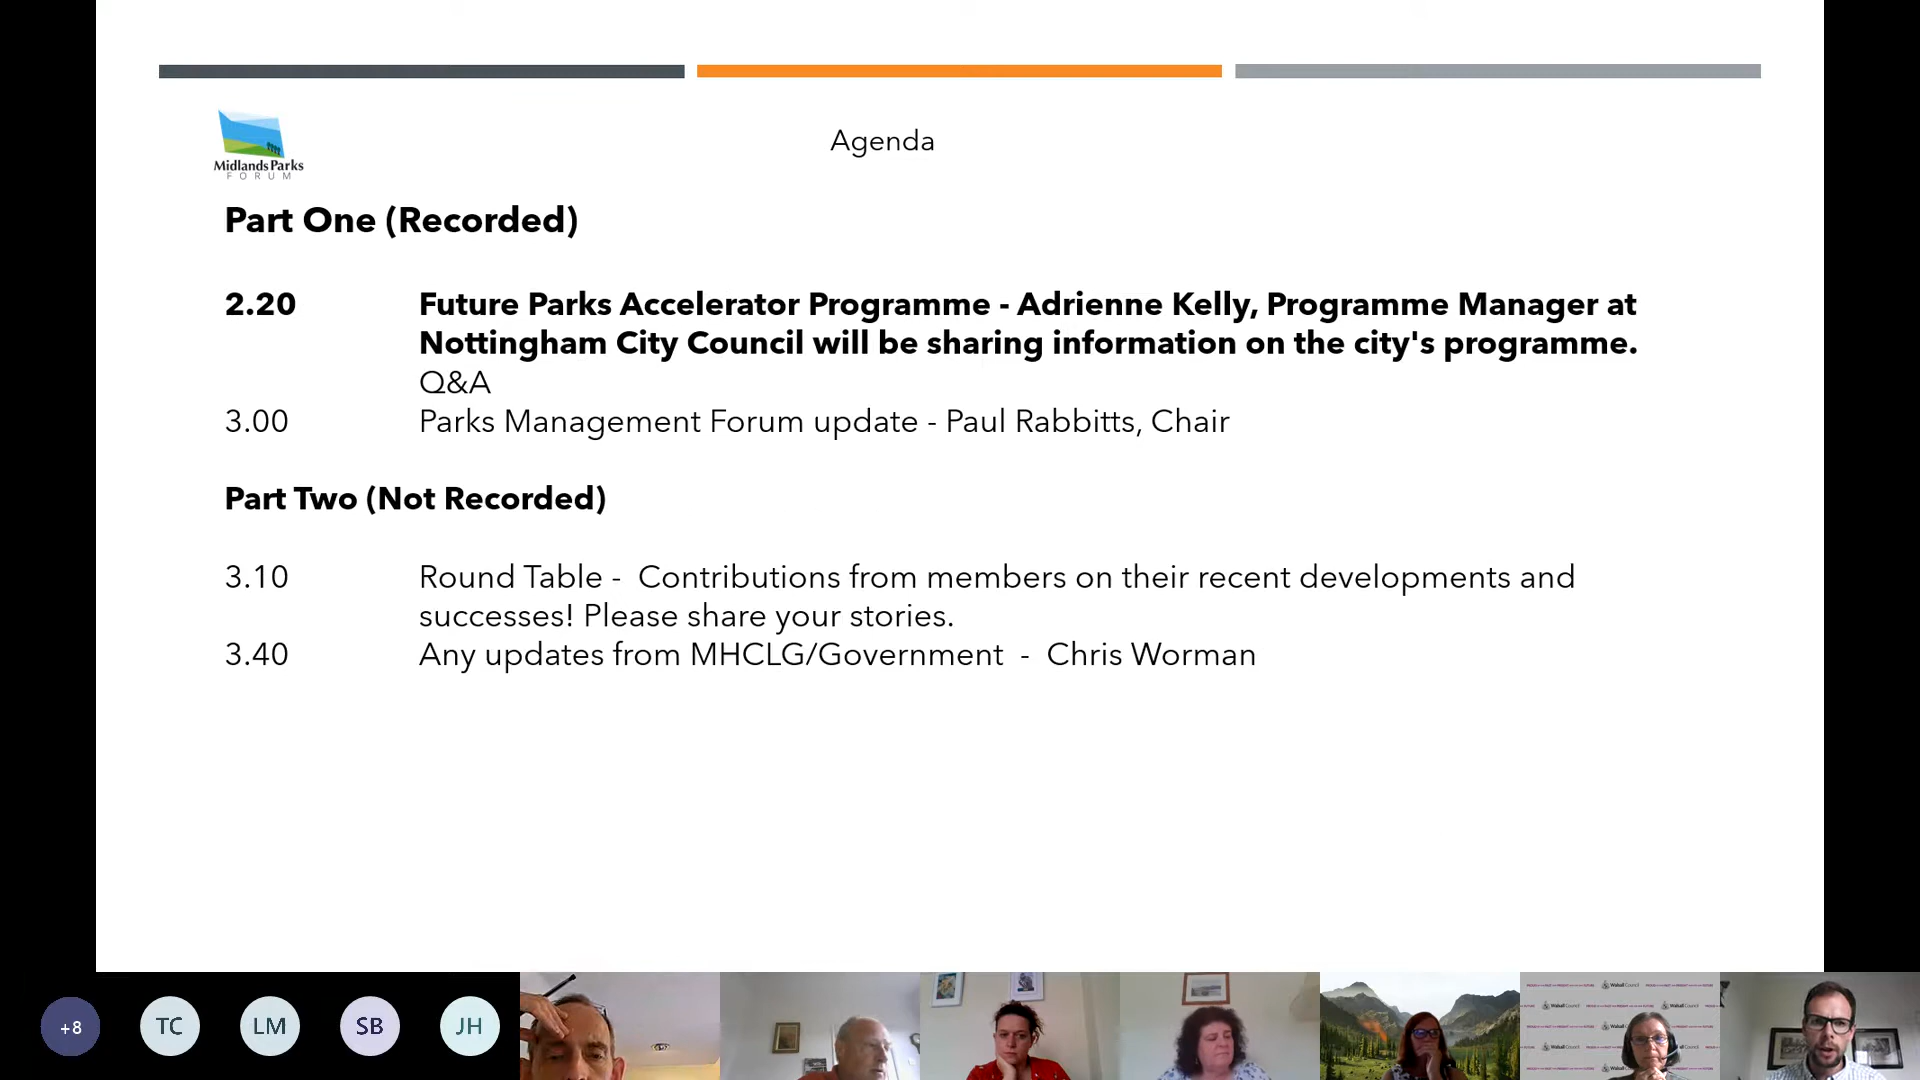 Midlands Parks
FORUM
Agenda
Part One (Recorded)
2.20 Future Parks Accelerator Programme - Adrienne Kelly, Programme Manager at
Nottingham City Council will be sharing information on the city's programme.
Q&A
3.00 Parks Management Forum update - Paul Rabbitts, Chair
Part Two (Not Recorded)
3.10 Round Table -  Contributions from members on their recent developments and
successes! Please share your stories.
3.40 Any updates from MHCLG/Government  -  Chris Worman
+8 TC LM SB JH
Walsall Council